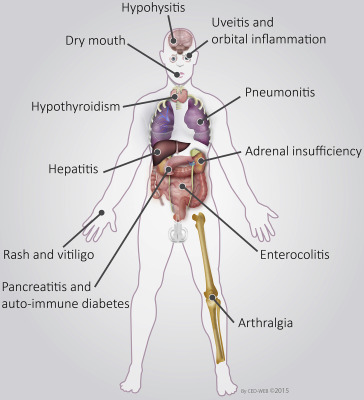 Hypohysitis
Uveitis and
orbital inflammation
Dry mouth
Pneumonitis
Hypothyroidism
Adrenal insufficiency
Hepatitis
Rash and vitiligo
Enterocolitis
Pancreatitis and
auto-immune diabetes
Arthralgia
By CEO-WEB ©2015